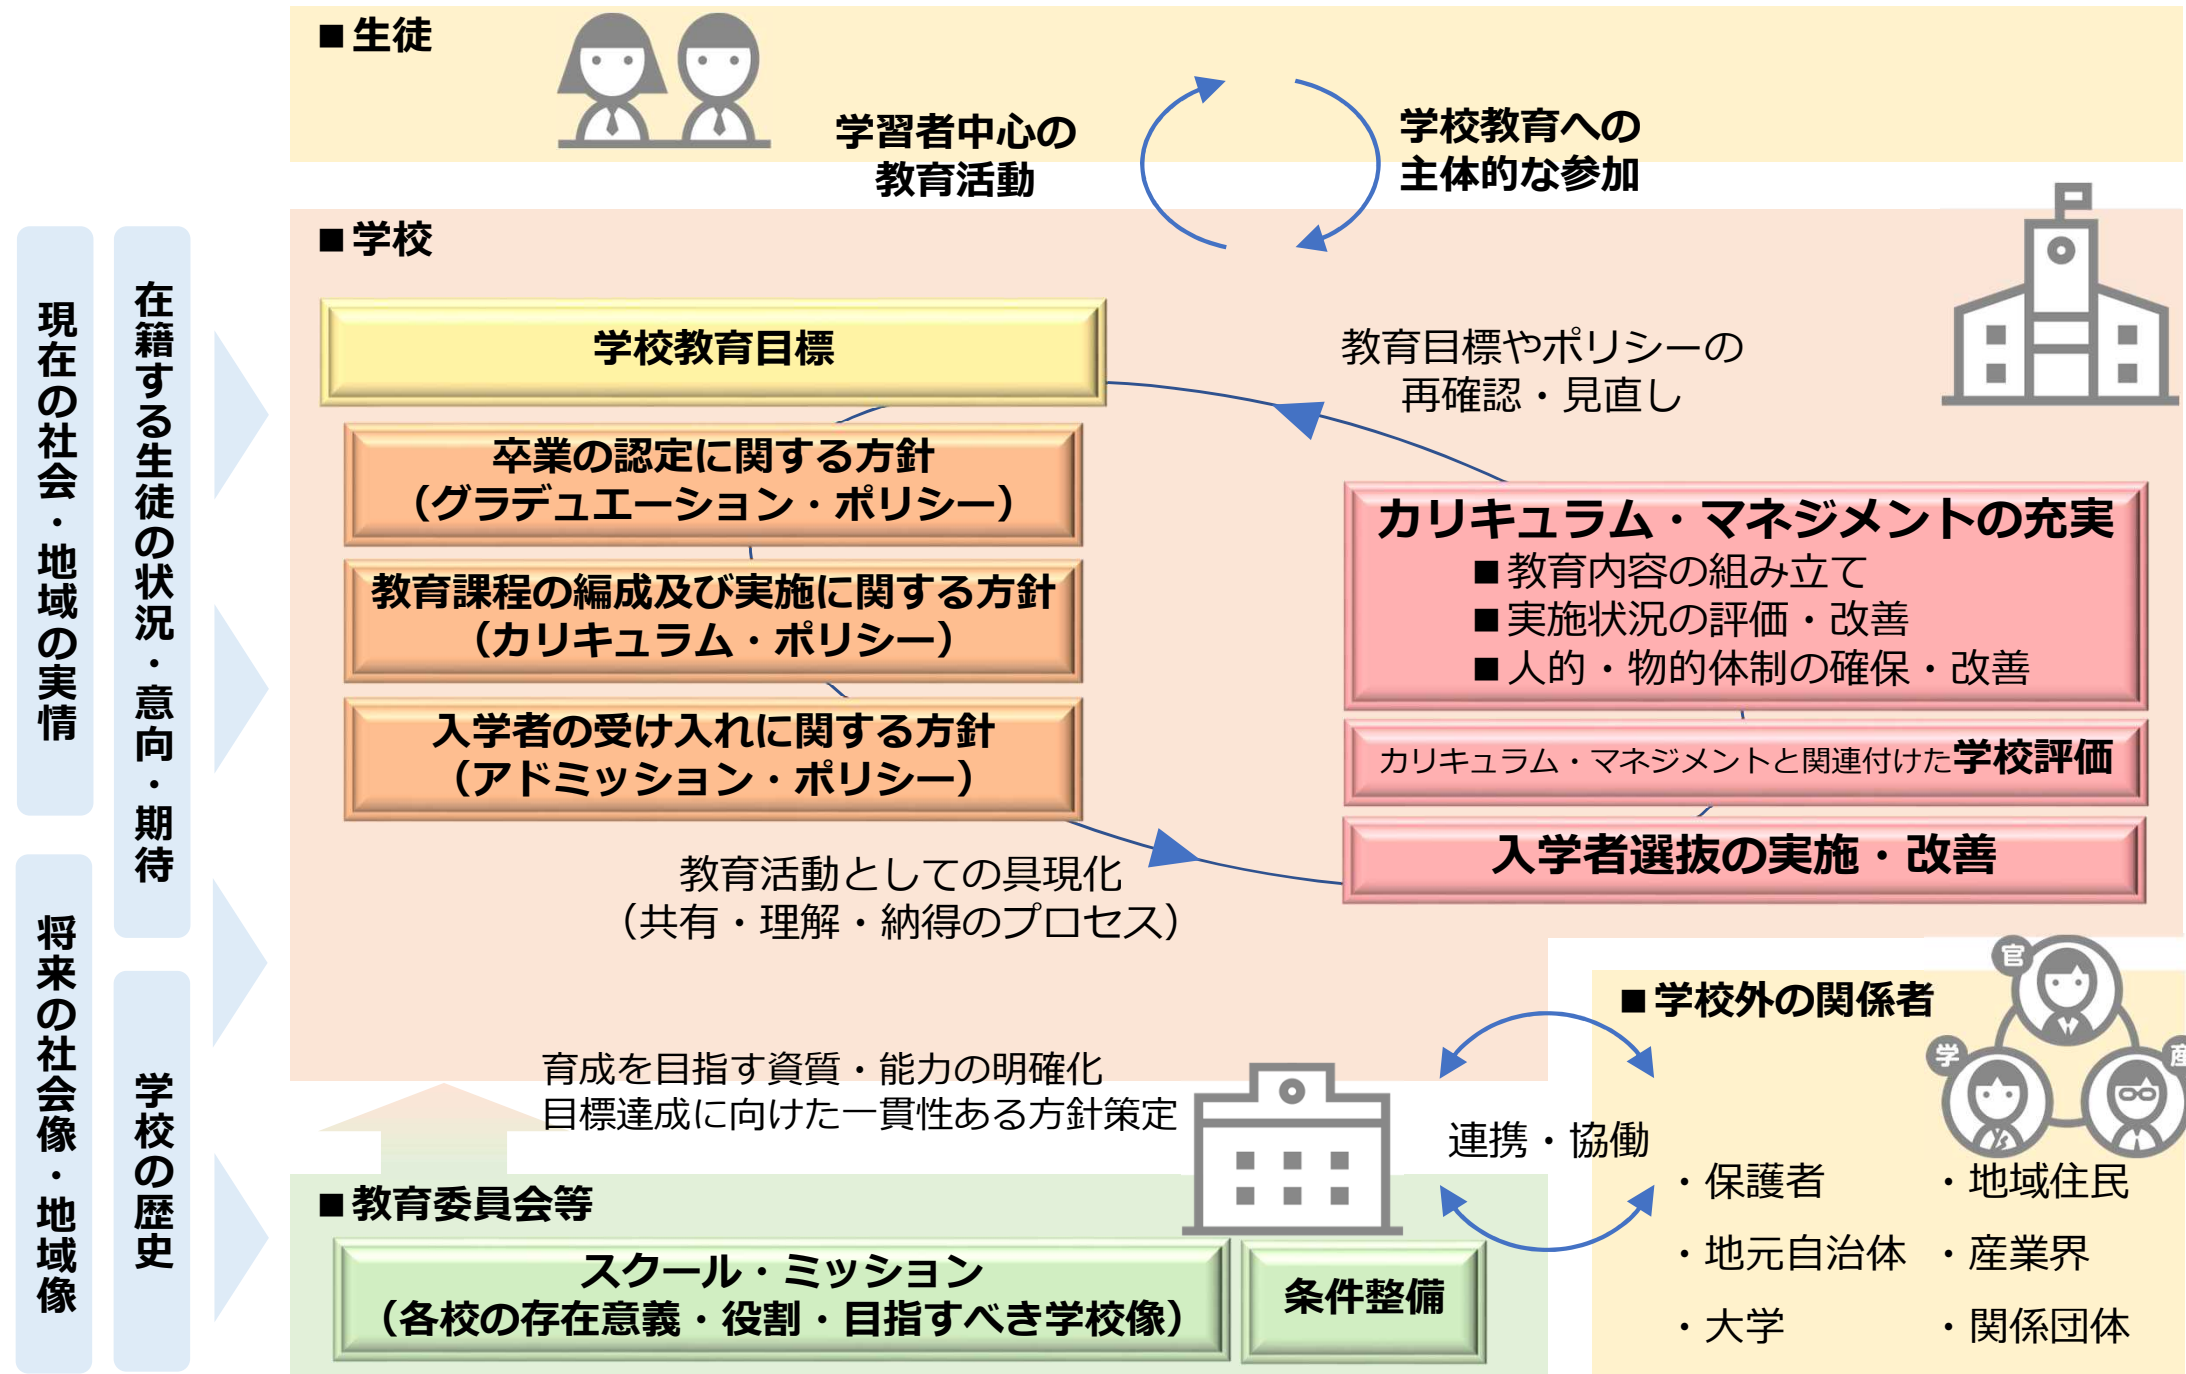 ■生徒
学習者中心の
教育活動
学校教育への
主体的な参加
現在の社会・地域の実情
在籍する生徒の状況・意向・期待
将来の社会像・地域像
学校の歴史
■学校
学校教育目標
卒業の認定に関する方針
（グラデュエーション・ポリシー）
教育課程の編成及び実施に関する方針
（カリキュラム・ポリシー）
入学者の受け入れに関する方針
（アドミッション・ポリシー）
教育目標やポリシーの
再確認・見直し
カリキュラム・マネジメントの充実
■教育内容の組み立て
■実施状況の評価・改善
■人的・物的体制の確保・改善
カリキュラム・マネジメントと関連付けた学校評価
入学者選抜の実施・改善
教育活動としての具現化
（共有・理解・納得のプロセス）
育成を目指す資質・能力の明確化
目標達成に向けた一貫性ある方針策定
■教育委員会等
スクール・ミッション
（各校の存在意義・役割・目指すべき学校像）
条件整備
連携・協働
■学校外の関係者
官
学
産
・保護者
・地域住民
・地元自治体
・産業界
・大学
・関係団体